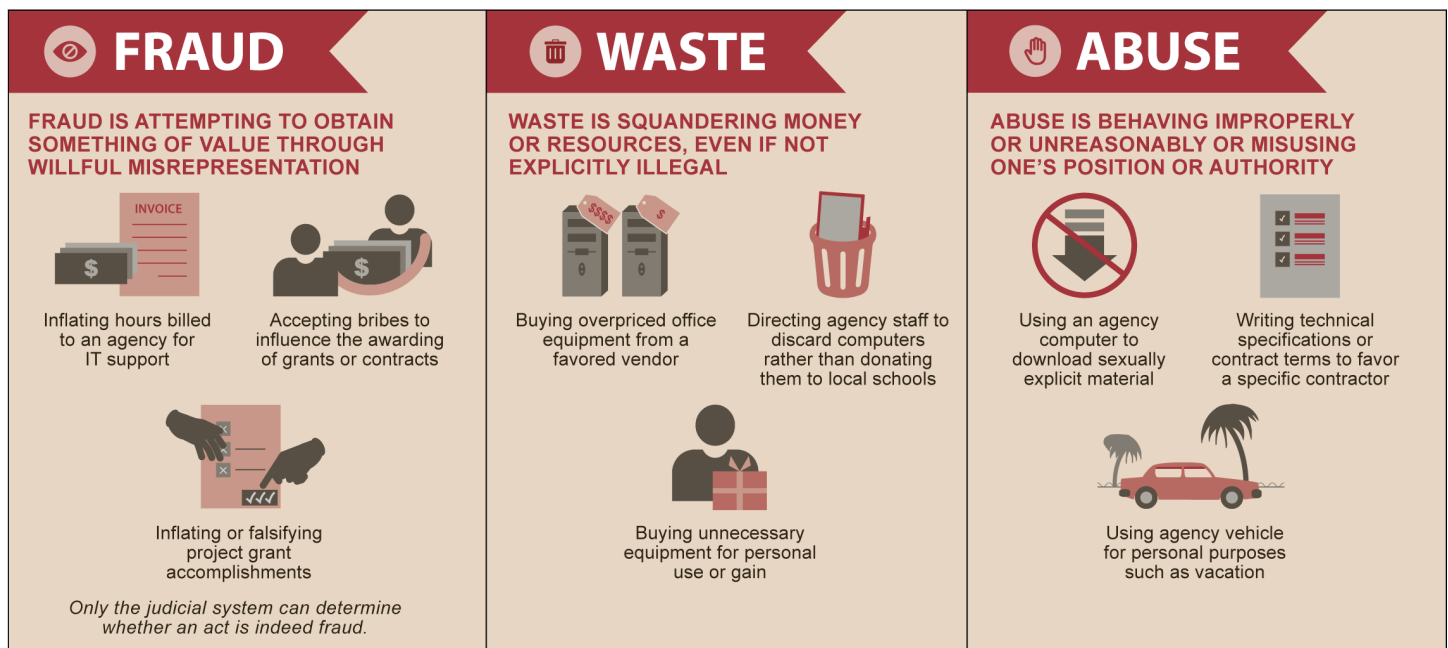 FRAUD
FRAUD IS ATTEMPTING TO OBTAIN
SOMETHING OF VALUE THROUGH
WILLFUL MISREPRESENTATION
INVOICE
$
$
Inflating hours billed
to an agency for
IT support
Accepting bribes to
influence the awarding
of grants or contracts
Inflating or falsifying
project grant
accomplishments
Only the judicial system can determine
whether an act is indeed fraud.
WASTE
WASTE IS SQUANDERING MONEY
OR RESOURCES, EVEN IF NOT
EXPLICITLY ILLEGAL
$$$$
$
Buying overpriced office
equipment from a
favored vendor
Directing agency staff to
discard computers
rather than donating
them to local schools
Buying unnecessary
equipment for personal
use or gain
ABUSE
ABUSE IS BEHAVING IMPROPERLY
OR UNREASONABLY OR MISUSING
ONE'S POSITION OR AUTHORITY
Using an agency
computer to
download sexually
explicit material
Writing technical
specifications or
contract terms to favor
a specific contractor
Using agency vehicle
for personal purposes
such as vacation